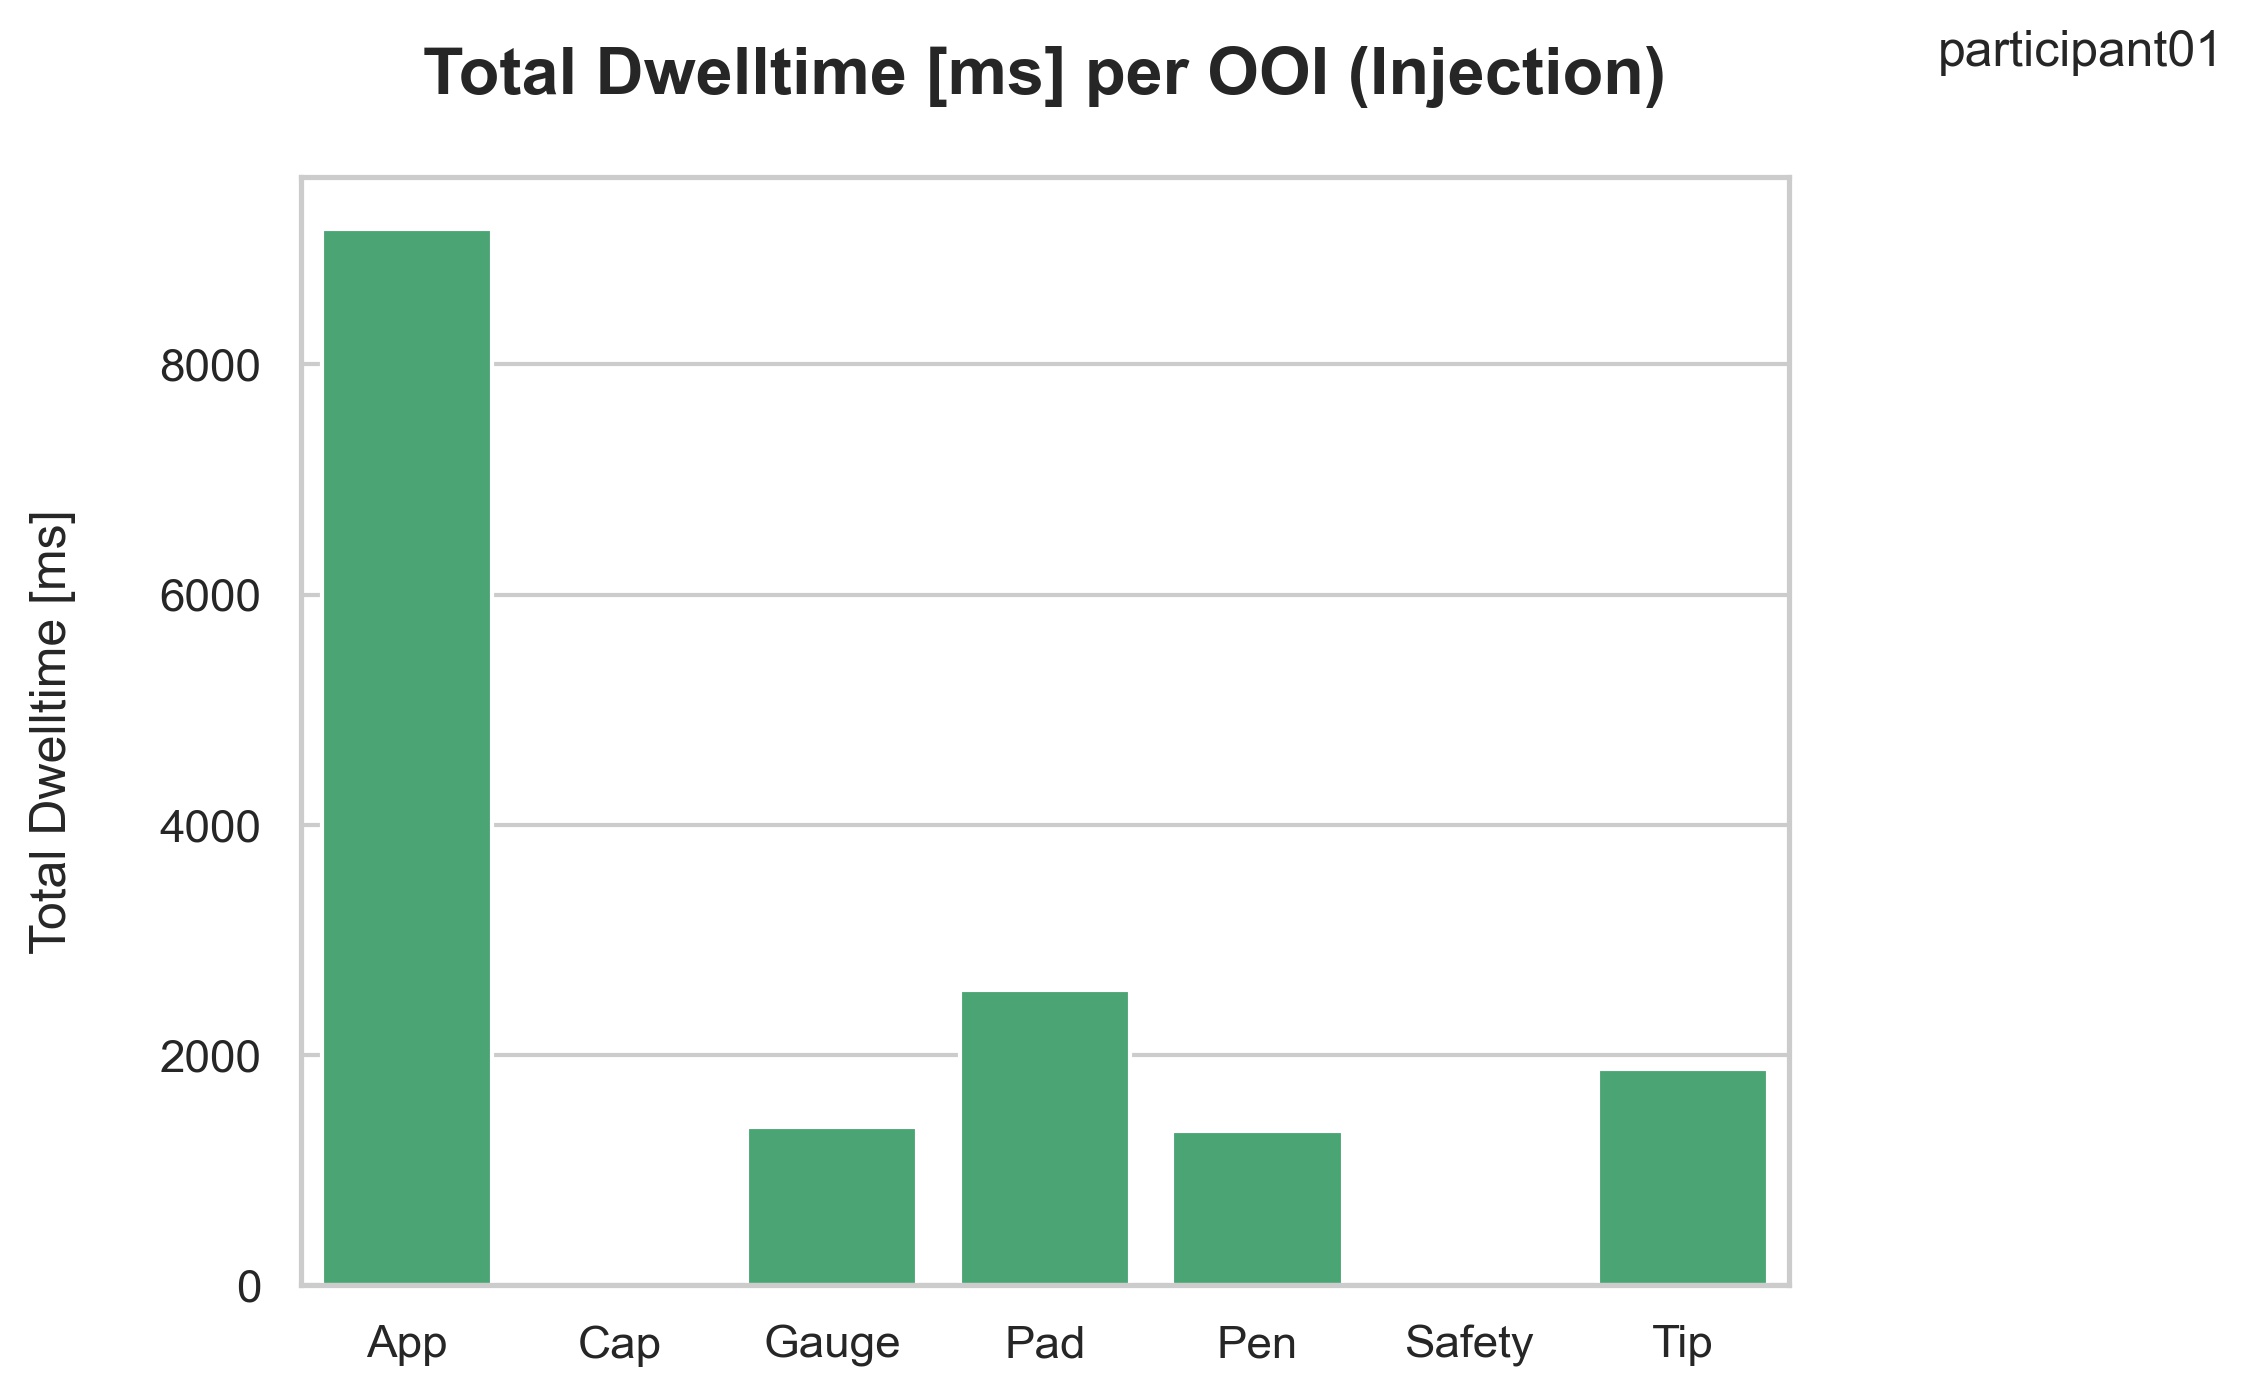 Total Dwelltime [ms] per OOI (Injection)
participant01
Total Dwelltime [ms]
8000
6000
4000
2000
0
App Cap Gauge Pad Pen Safety Tip